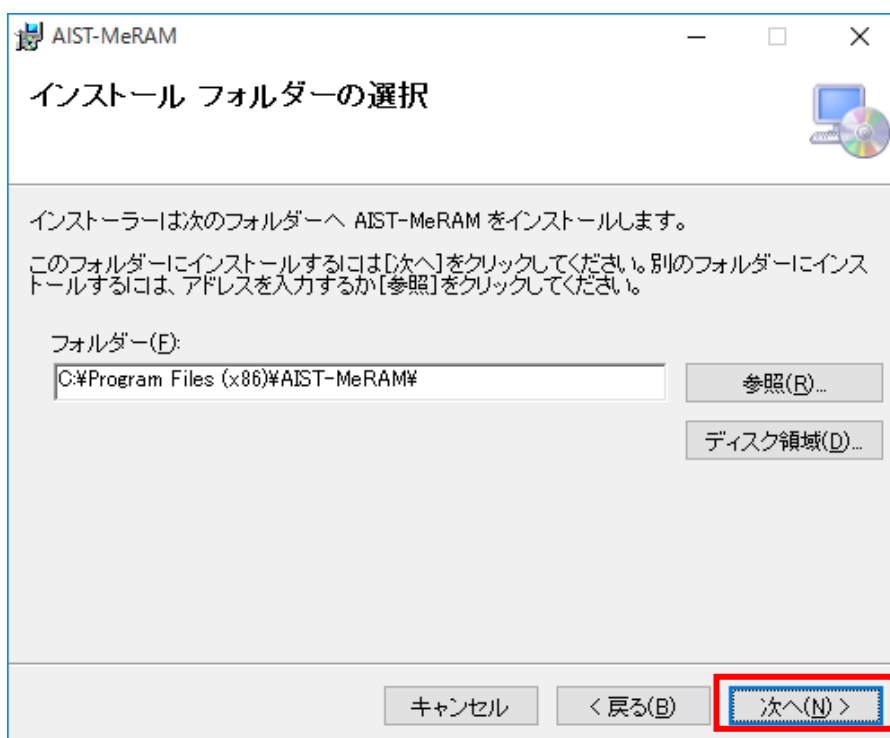 AIST-MeRAM
インストール フォルダーの選択
インストーラーは次のフォルダーへ AIST-MeRAM をインストールします。
このフォルダーにインストールするには[次へ]をクリックしてください。別のフォルダーにインス
トールするには、アドレスを入力するか[参照]をクリックしてください。
フォルダー(F):
C:¥Program Files (x86)¥AIST-MeRAM¥
参照(R)...
ディスク領域(D)...
キャンセル
< 戻る(B)
次へ(N) >